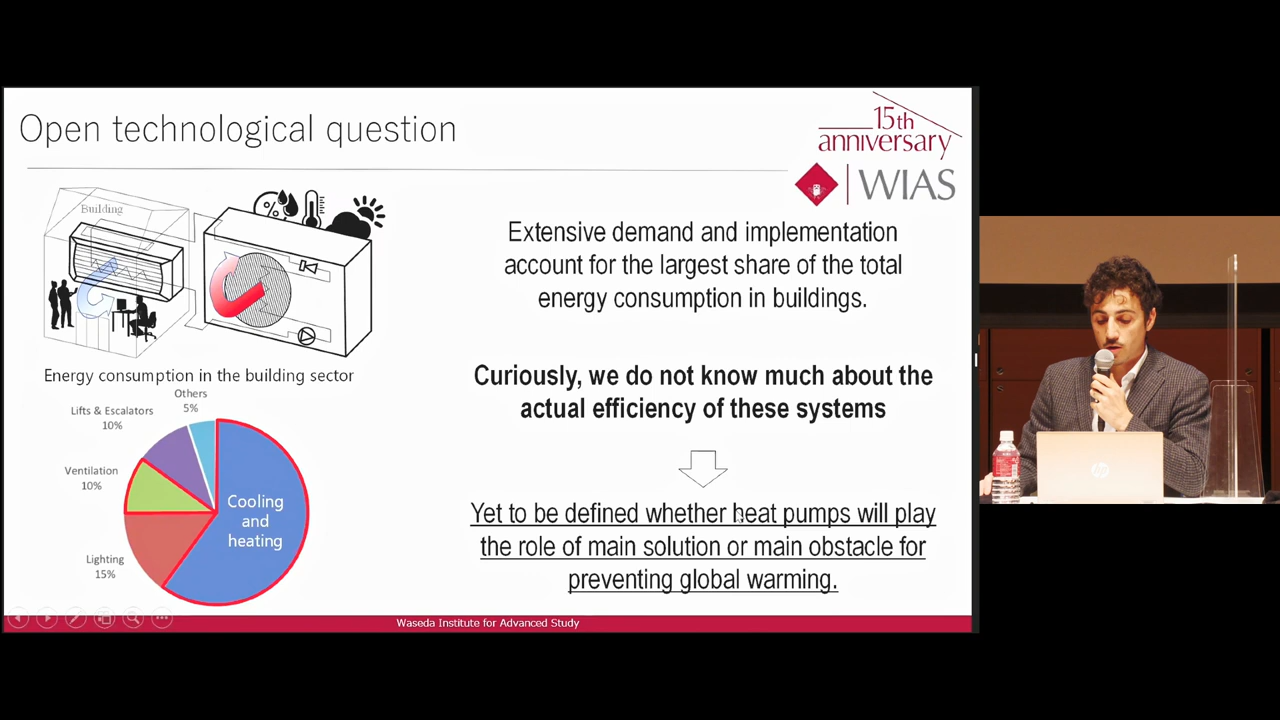 Open technological question
15th
anniversary
WIAS
Building
Extensive demand and implementation
account for the largest share of the total
energy consumption in buildings.
Curiously, we do not know much about the
actual efficiency of these systems
Yet to be defined whether heat pumps will play
the role of main solution or main obstacle for
preventing global warming.
Energy consumption in the building sector
Others
5%
Lifts & Escalators
10%
Ventilation
10%
Cooling
and
heating
Lighting
15%
Waseda Institute for Advanced Study
hp